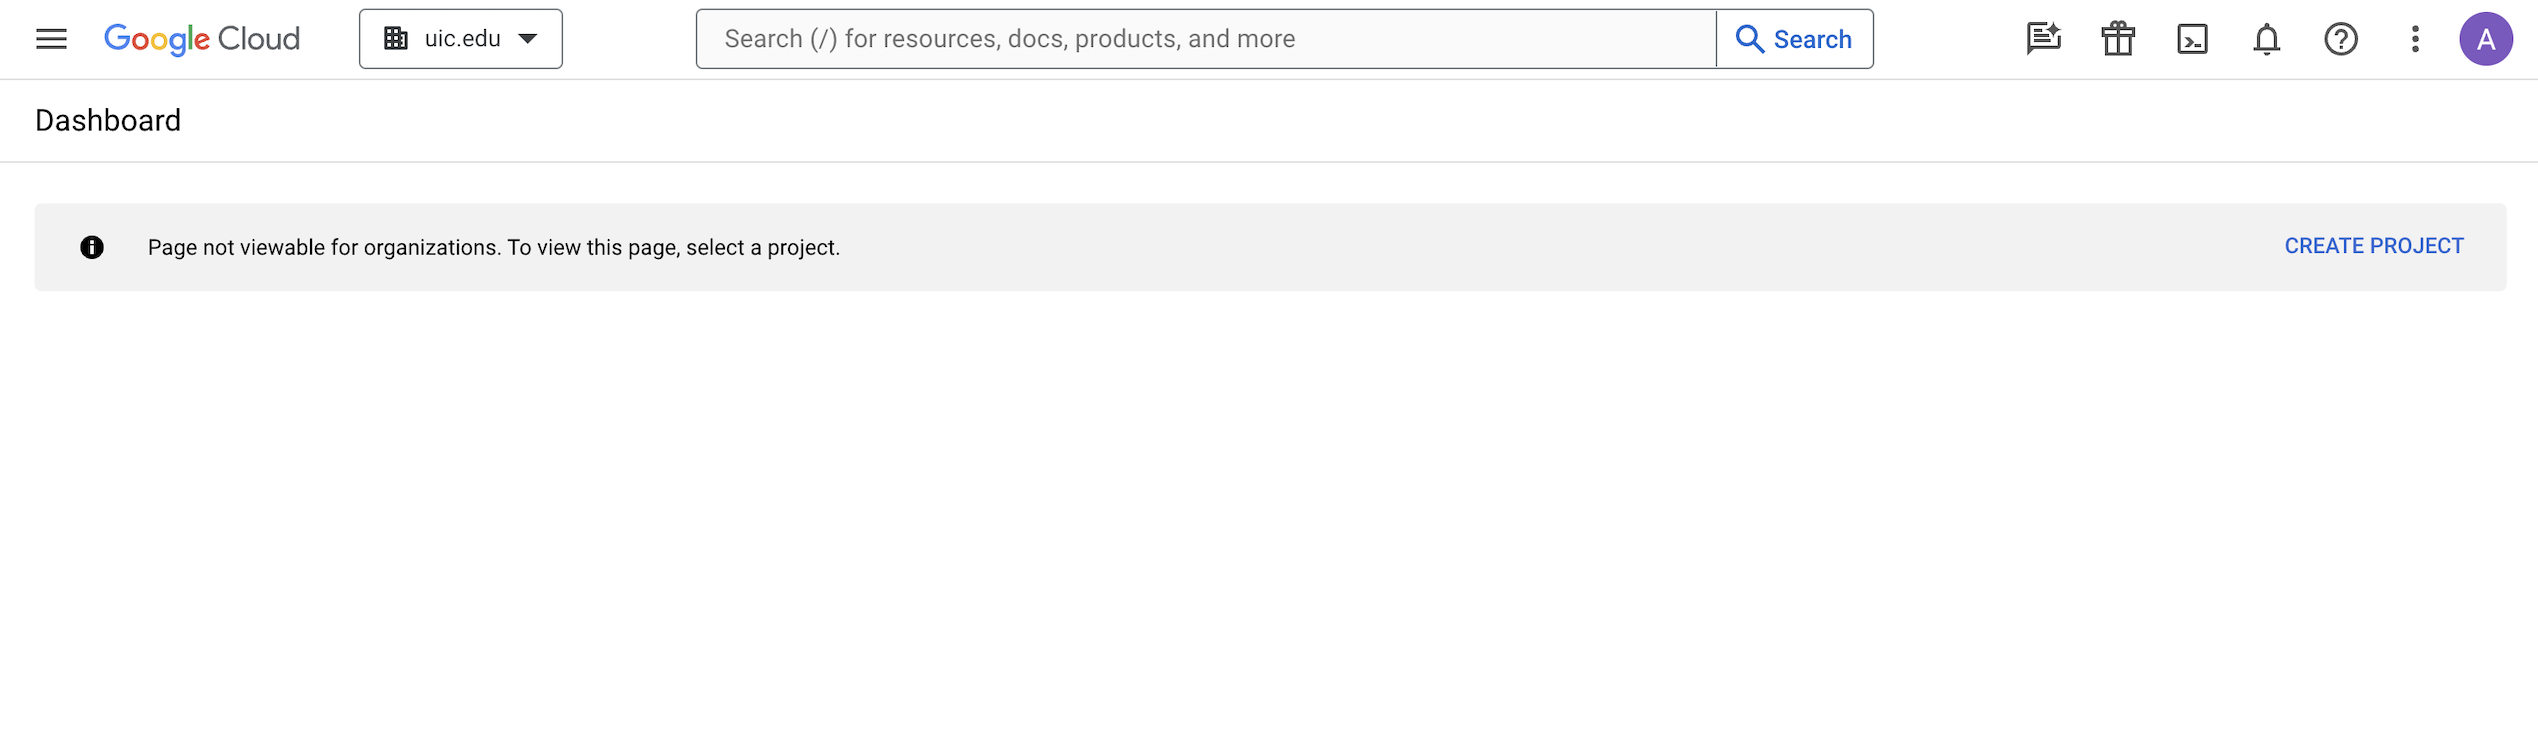 Google Cloud
uic.edu
Search (/) for resources, docs, products, and more
Search
A
Dashboard
Page not viewable for organizations. To view this page, select a project.
CREATE PROJECT